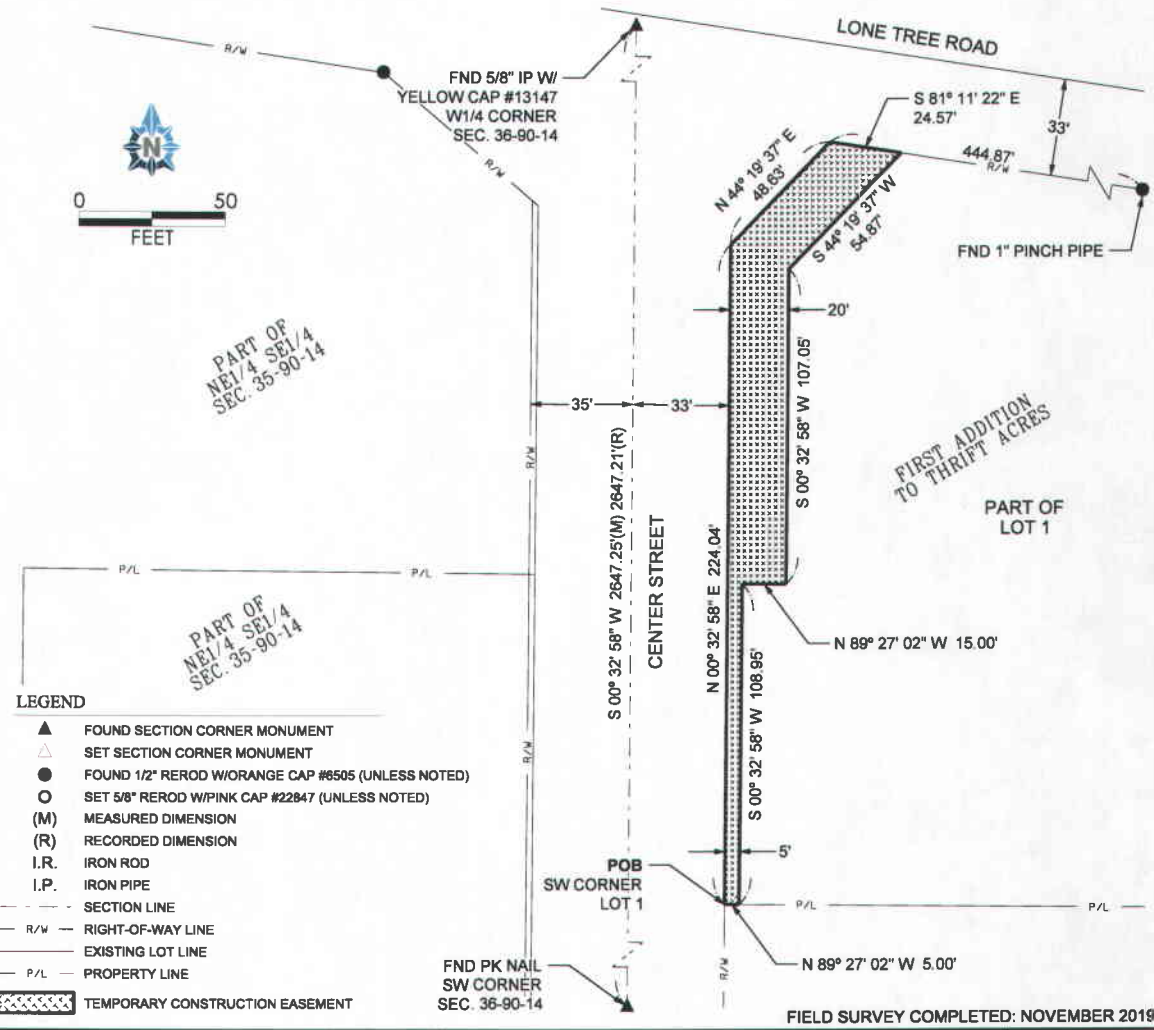 LONE TREE ROAD
R/W
FND 5/8" IP W/
YELLOW CAP #13147
W1/4 CORNER
SEC. 36-90-14
S 81° 11' 22" E
24.57'
33'
N
N 44° 19' 37" E
48.63'
444.87'
R/W
R/W
0 50
FEET
S 44° 19' 37" W
54.87'
FND 1" PINCH PIPE
20'
PART OF
NE1/4 SE1/4
SEC. 35-90-14
35'
33'
S 00° 32' 58" W 107.05'
FIRST ADDITION
TO THRIFT ACRES
PART OF
LOT 1
R/W
S 00° 32' 58" W 2647.25'(M) 2647.21'(R)
CENTER STREET
N 00° 32' 58" E 224.04'
P/L
P/L
PART OF
NE1/4 SE1/4
SEC. 35-90-14
N 89° 27' 02" W 15.00'
S 00° 32' 58" W 108.95'
R/W
LEGEND
FOUND SECTION CORNER MONUMENT
SET SECTION CORNER MONUMENT
FOUND 1/2" REROD W/ORANGE CAP #6505 (UNLESS NOTED)
SET 5/8" REROD W/PINK CAP #22847 (UNLESS NOTED)
(M) MEASURED DIMENSION
(R) RECORDED DIMENSION
I.R. IRON ROD
I.P. IRON PIPE
SECTION LINE
R/W RIGHT-OF-WAY LINE
EXISTING LOT LINE
P/L PROPERTY LINE
TEMPORARY CONSTRUCTION EASEMENT
5'
POB
SW CORNER
LOT 1
P/L
P/L
R/W
N 89° 27' 02" W 5.00'
FND PK NAIL
SW CORNER
SEC. 36-90-14
FIELD SURVEY COMPLETED: NOVEMBER 2019